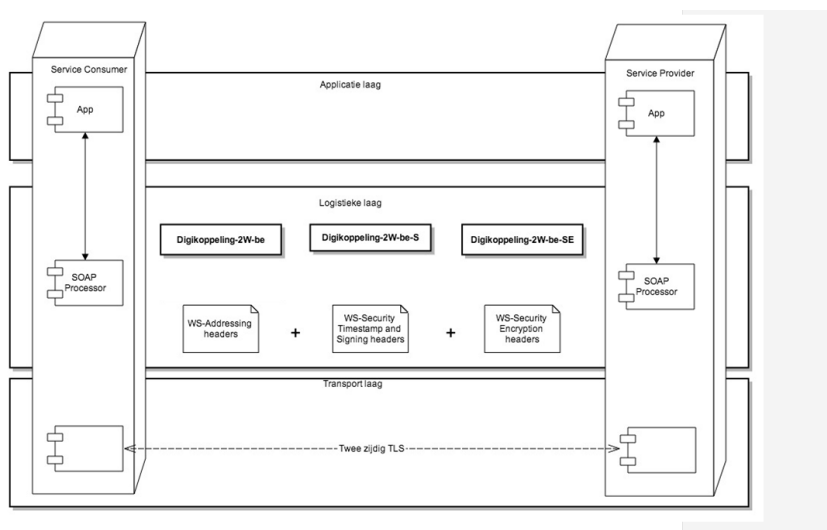 Service Consumer
Applicatie laag
Service Provider
App
App
Logistieke laag
Digikoppeling-2W-be
Digikoppeling-2W-be-S
Digikoppeling-2W-be-SE
SOAP
Processor
SOAP
Processor
WS-Addressing
headers
+
WS-Security
Timestamp and
Signing headers
+
WS-Security
Encryption
headers
Transport laag
Twee zijdig TLS